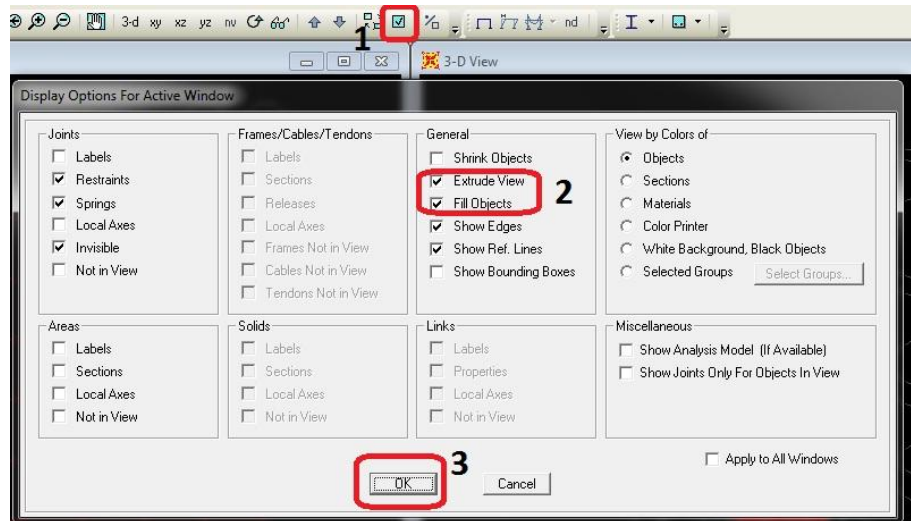 3-d xy xz yz nv nd
1
3-D View
Display Options For Active Window
Joints
Labels
Restraints
Springs
Local Axes
Invisible
Not in View
Frames/Cables/Tendons
Labels
Sections
Releases
Local Axes
Frames Not in View
Cables Not in View
Tendons Not in View
General
Shrink Objects
Extrude View
Fill Objects
2
Show Edges
Show Ref. Lines
Show Bounding Boxes
View by Colors of
Objects
Sections
Materials
Color Printer
White Background, Black Objects
Selected Groups Select Groups...
Areas
Labels
Sections
Local Axes
Not in View
Solids
Labels
Sections
Local Axes
Not in View
Links
Labels
Properties
Local Axes
Not in View
Miscellaneous
Show Analysis Model (If Available)
Show Joints Only For Objects In View
Apply to All Windows
3
OK Cancel